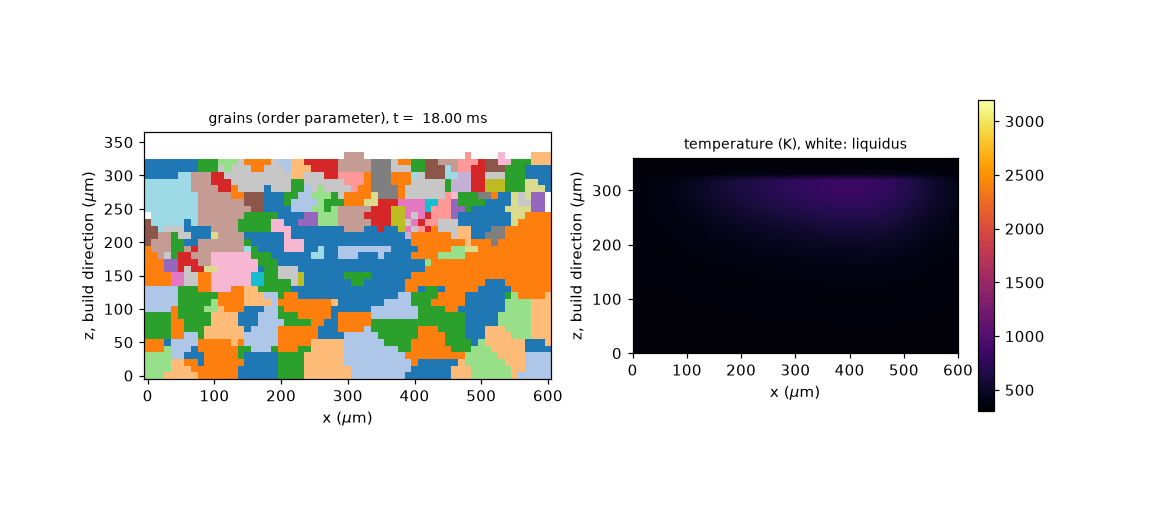 grains (order parameter), t =  18.00 ms
350
300
250
200
150
100
50
0
z, build direction (μm)
0 100 200 300 400 500 600
x (μm)
temperature (K), white: liquidus
300
200
100
0
z, build direction (μm)
0 100 200 300 400 500 600
x (μm)
3000
2500
2000
1500
1000
500